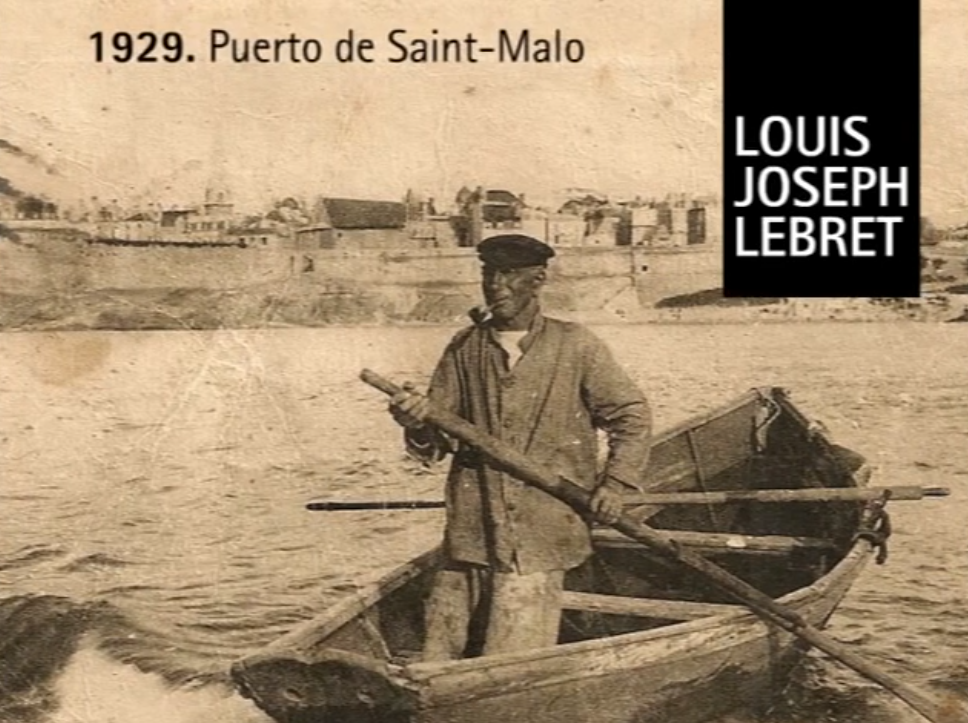 1929. Puerto de Saint-Malo
LOUIS
JOSEPH
LEBRET